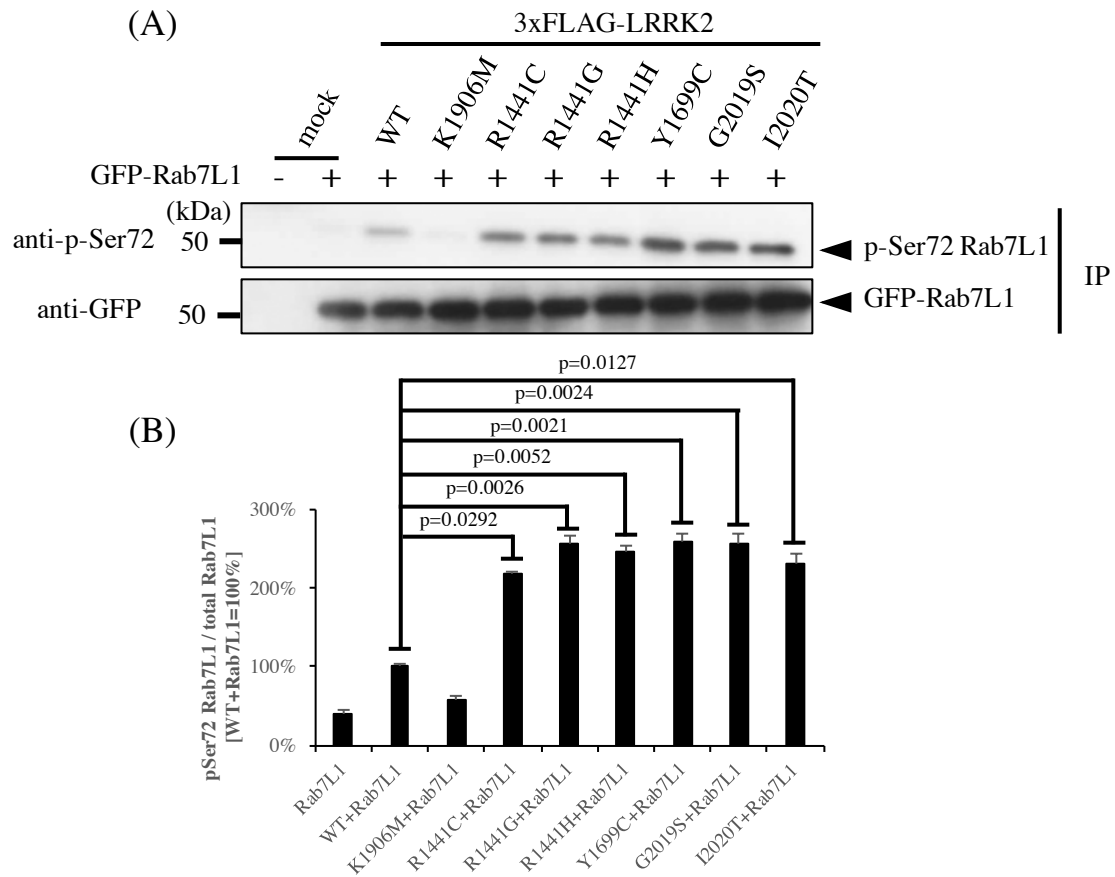 (A)
3xFLAG-LRRK2
mock
WT
K1906M
R1441C
R1441G
R1441H
Y1699C
G2019S
I2020T
GFP-Rab7L1 - + + + + + + + + +
(kDa)
anti-p-Ser72 50 p-Ser72 Rab7L1
IP
anti-GFP 50 GFP-Rab7L1
(B)
p=0.0127
p=0.0024
p=0.0021
p=0.0052
p=0.0026
p=0.0292
pSer72 Rab7L1 / total Rab7L1
[WT+Rab7L1=100%]
300%
200%
100%
0%
Rab7L1
WT+Rab7L1
K1906M+Rab7L1
R1441C+Rab7L1
R1441G+Rab7L1
R1441H+Rab7L1
Y1699C+Rab7L1
G2019S+Rab7L1
I2020T+Rab7L1